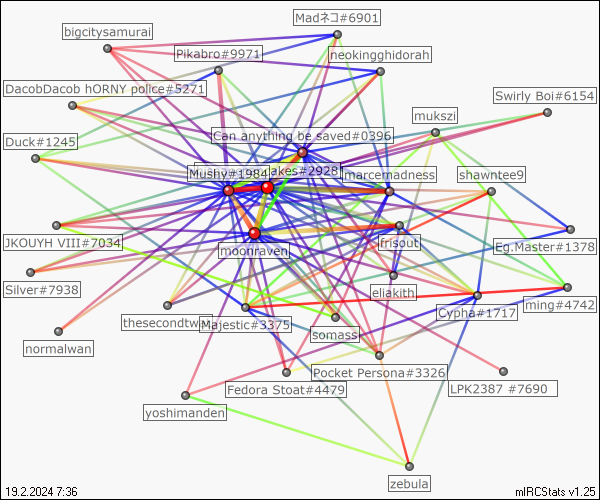 Madネコ#6901
bigcitysamurai
Pikabro#9971
neokingghidorah
DacobDacob hORNY police#5271
Swirly Boi#6154
mukszi
Can anything be saved#0396
Duck#1245
Mushy#1984
akes#2928
marcemadness
shawntee9
JKOUYH VIII#7034
moonraven
frisout
Eg.Master#1378
Silver#7938
eliakith
ming#4742
thesecondtw
Majestic#3375
somass
Cypha#1717
normalwan
Pocket Persona#3326
Fedora Stoat#4479
LPK2387 #7690
yoshimanden
zebula
19.2.2024 7:36
mIRCStats v1.25